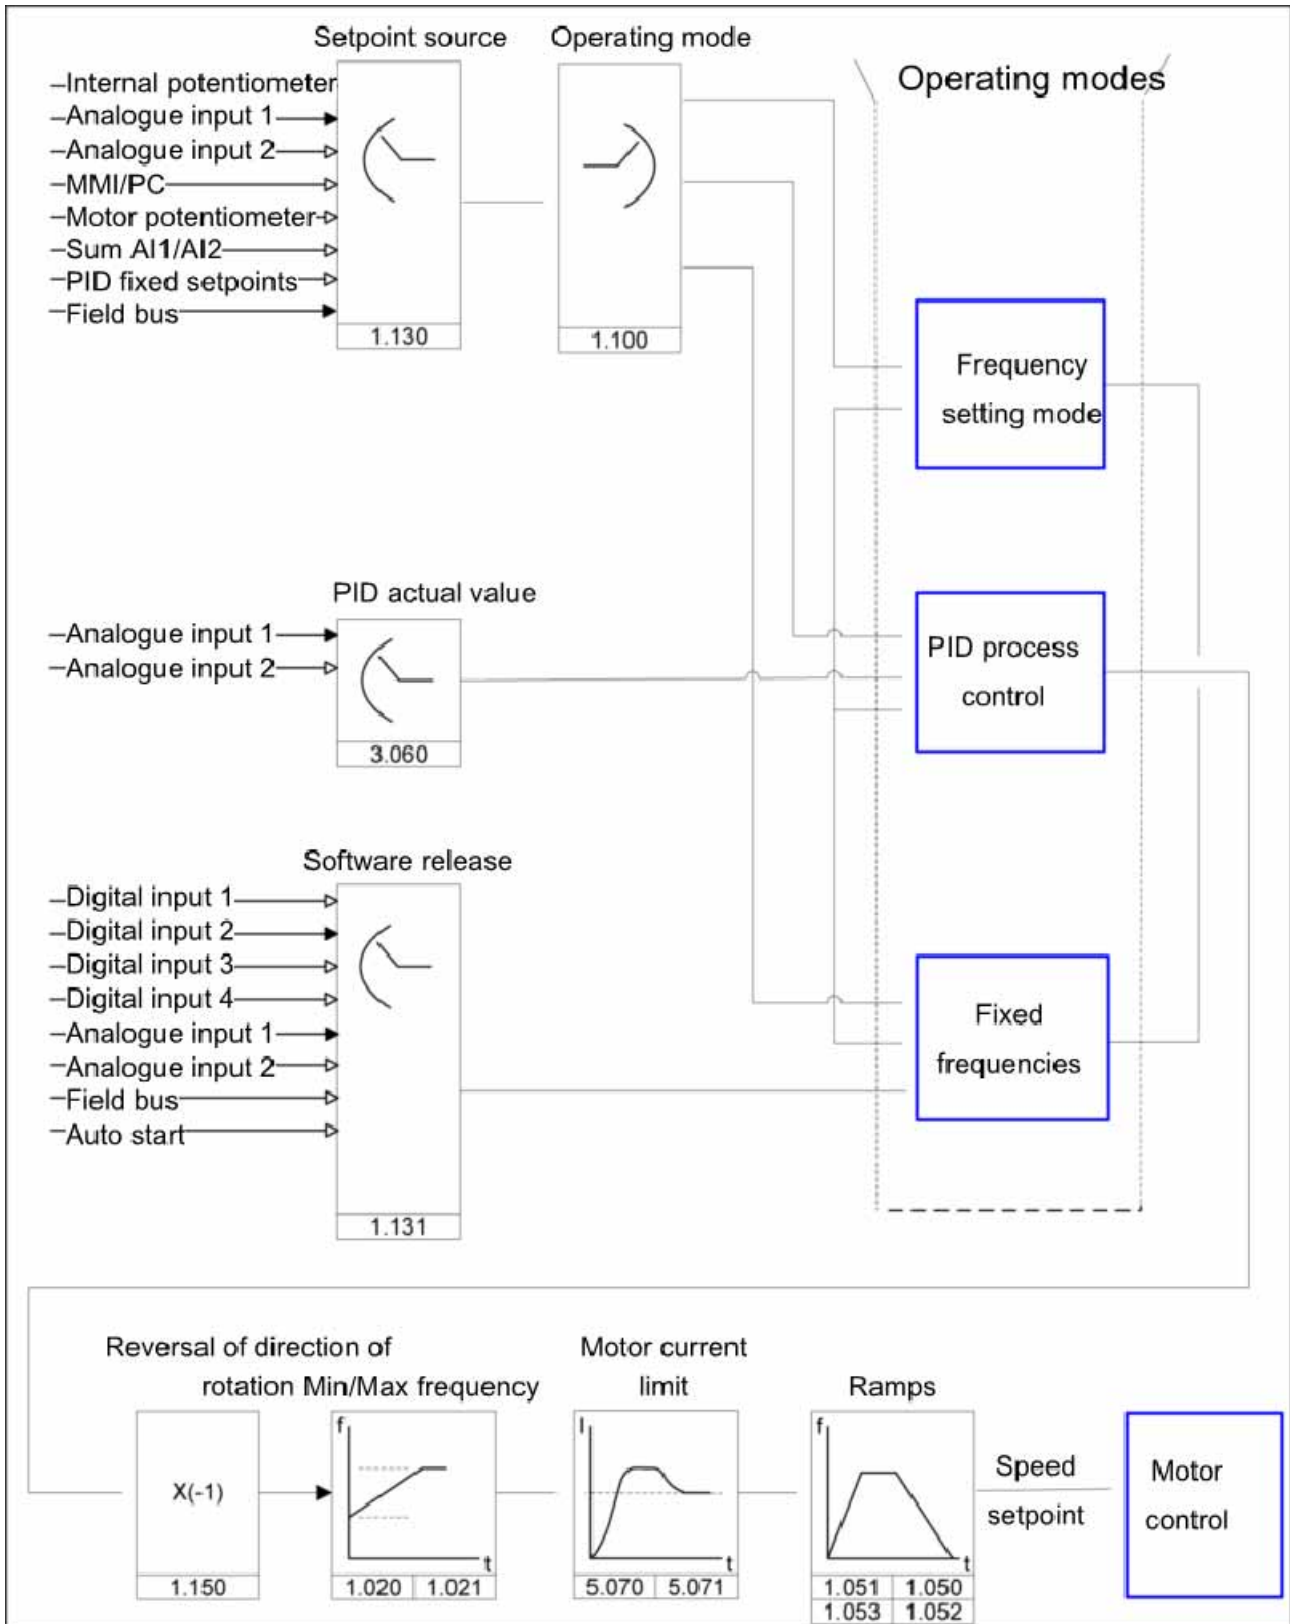 Setpoint source
Operating mode
Operating modes
Internal potentiometer
Analogue input 1
Analogue input 2
MMI/PC
Motor potentiometer
Sum AI1/AI2
PID fixed setpoints
Field bus
1.130
1.100
Frequency
setting mode
PID actual value
Analogue input 1
Analogue input 2
3.060
PID process
control
Software release
Digital input 1
Digital input 2
Digital input 3
Digital input 4
Analogue input 1
Analogue input 2
Field bus
Auto start
1.131
Fixed
frequencies
Reversal of direction of
rotation Min/Max frequency
Motor current
limit
Ramps
X(-1)
1.150
f
t
1.020 1.021
I
t
5.070 5.071
f
t
1.051 1.050
1.053 1.052
Speed
setpoint
Motor
control